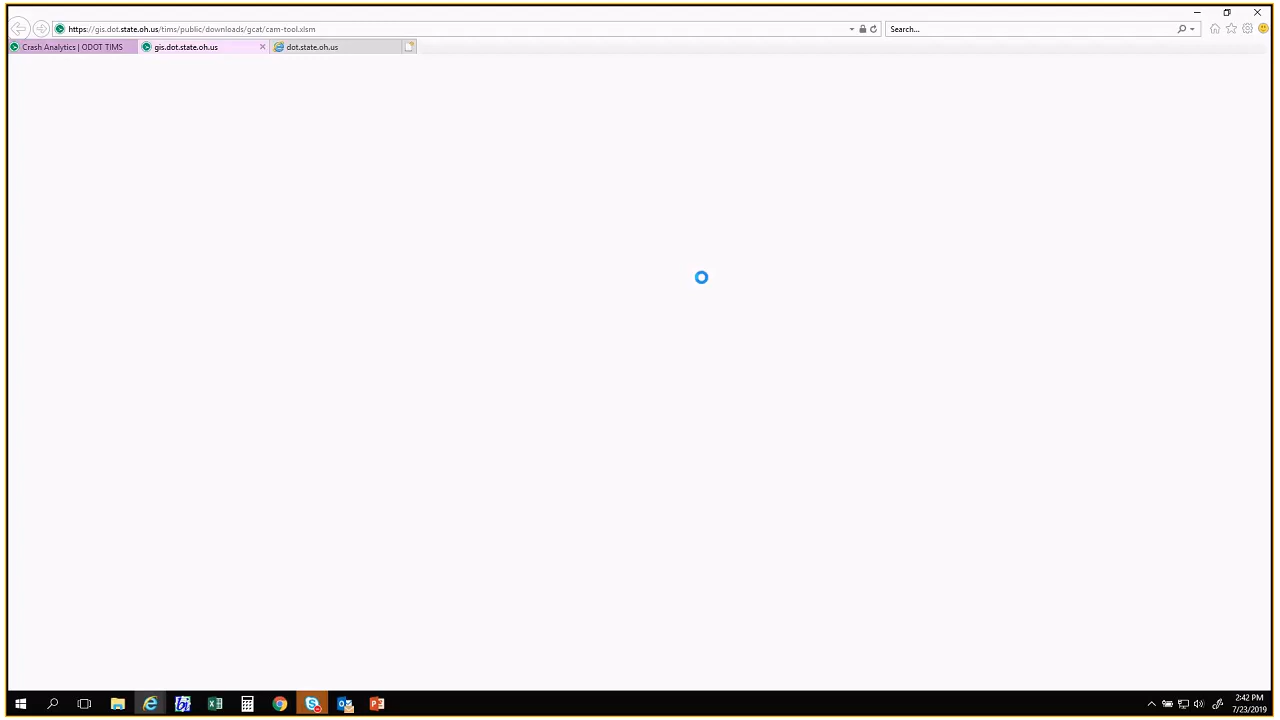 https://gis.dot.state.oh.us/tims/public/downloads/gcat/cam-tool.xlsm
Search...
Crash Analytics | ODOT TIMS
gis.dot.state.oh.us
dot.state.oh.us
2:42 PM
7/23/2019